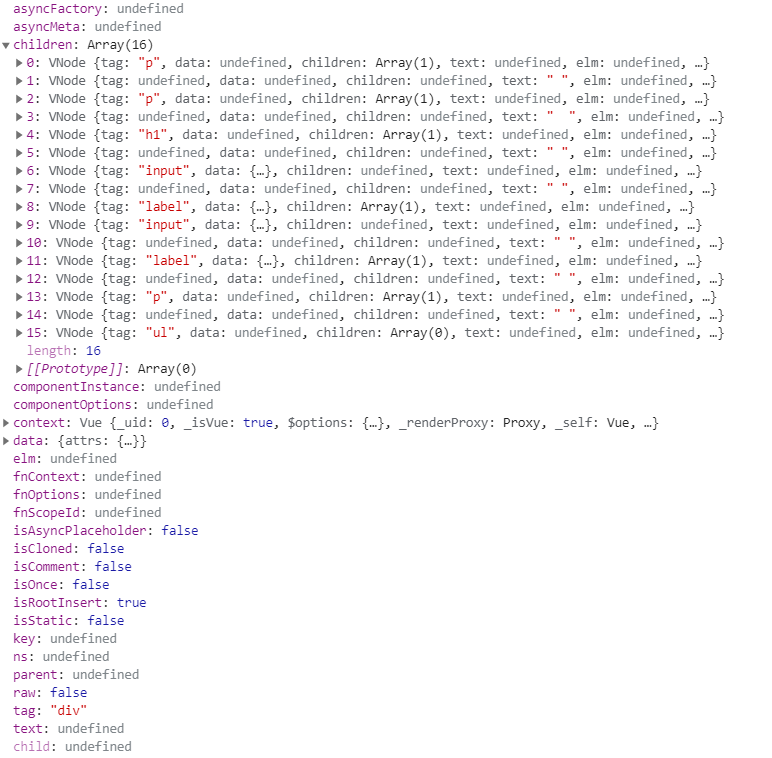 asyncFactory: undefined
asyncMeta: undefined
children: Array(16)
0: VNode {tag: "p", data: undefined, children: Array(1), text: undefined, elm: undefined, …}
1: VNode {tag: undefined, data: undefined, children: undefined, text: " ", elm: undefined, …}
2: VNode {tag: "p", data: undefined, children: Array(1), text: undefined, elm: undefined, …}
3: VNode {tag: undefined, data: undefined, children: undefined, text: "  ", elm: undefined, …}
4: VNode {tag: "h1", data: undefined, children: Array(1), text: undefined, elm: undefined, …}
5: VNode {tag: undefined, data: undefined, children: undefined, text: " ", elm: undefined, …}
6: VNode {tag: "input", data: {…}, children: undefined, text: undefined, elm: undefined, …}
7: VNode {tag: undefined, data: undefined, children: undefined, text: " ", elm: undefined, …}
8: VNode {tag: "label", data: {…}, children: Array(1), text: undefined, elm: undefined, …}
9: VNode {tag: "input", data: {…}, children: undefined, text: undefined, elm: undefined, …}
10: VNode {tag: undefined, data: undefined, children: undefined, text: " ", elm: undefined, …}
11: VNode {tag: "label", data: {…}, children: Array(1), text: undefined, elm: undefined, …}
12: VNode {tag: undefined, data: undefined, children: undefined, text: " ", elm: undefined, …}
13: VNode {tag: "p", data: undefined, children: Array(1), text: undefined, elm: undefined, …}
14: VNode {tag: undefined, data: undefined, children: undefined, text: " ", elm: undefined, …}
15: VNode {tag: "ul", data: undefined, children: Array(0), text: undefined, elm: undefined, …}
length: 16
[[Prototype]]: Array(0)
componentInstance: undefined
componentOptions: undefined
context: Vue {_uid: 0, _isVue: true, $options: {…}, _renderProxy: Proxy, _self: Vue, …}
data: {attrs: {…}}
elm: undefined
fnContext: undefined
fnOptions: undefined
fnScopeId: undefined
isAsyncPlaceholder: false
isCloned: false
isComment: false
isOnce: false
isRootInsert: true
isStatic: false
key: undefined
ns: undefined
parent: undefined
raw: false
tag: "div"
text: undefined
child: undefined